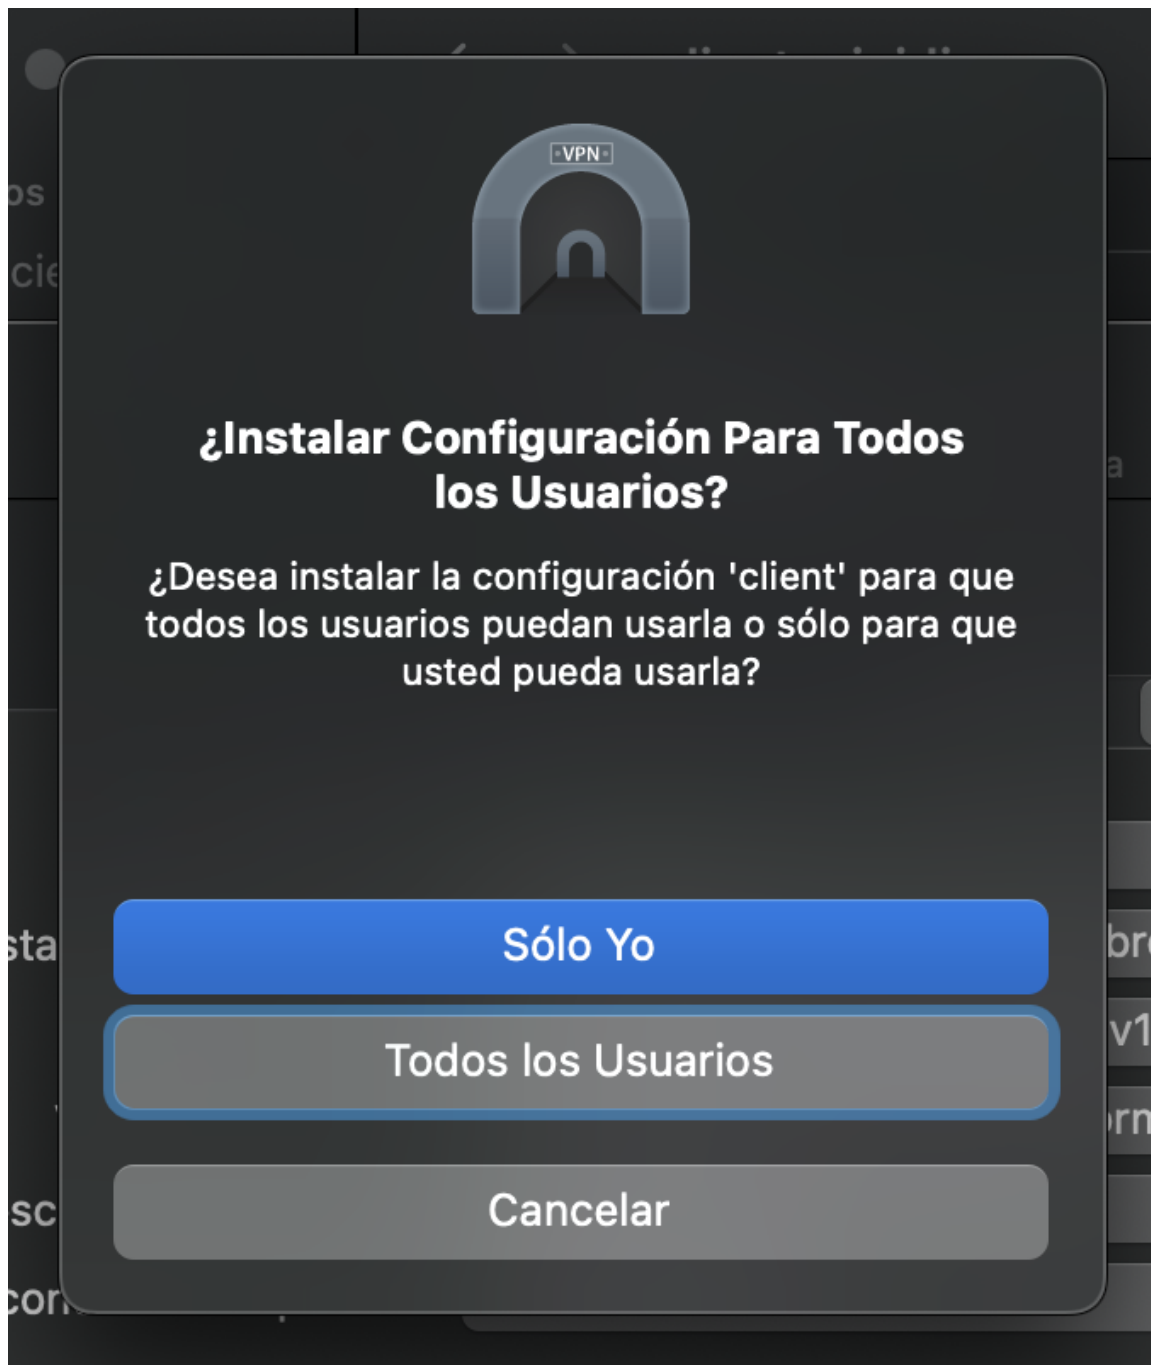 VPN
¿Instalar Configuración Para Todos
los Usuarios?
¿Desea instalar la configuración 'client' para que
todos los usuarios puedan usarla o sólo para que
usted pueda usarla?
Sólo Yo
Todos los Usuarios
Cancelar